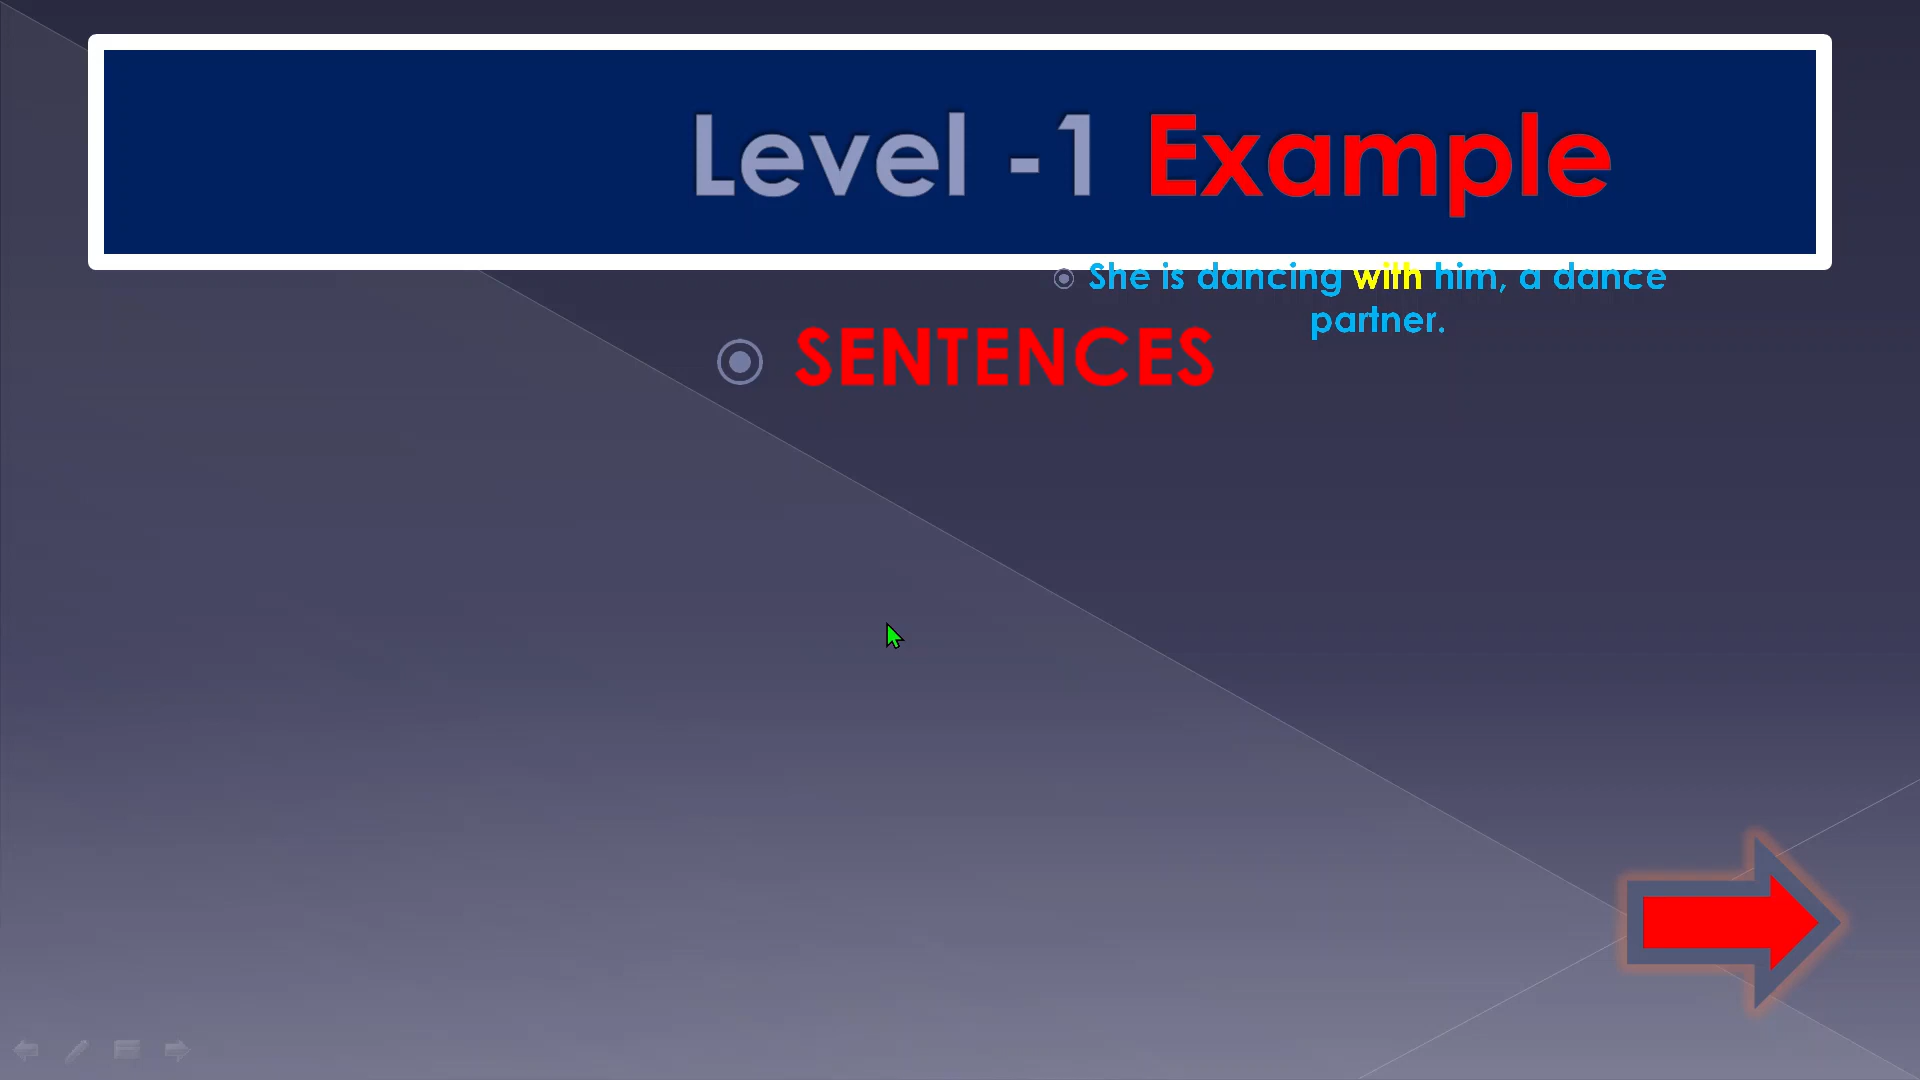 Level -1 Example
She is dancing with him, a dance
partner.
SENTENCES